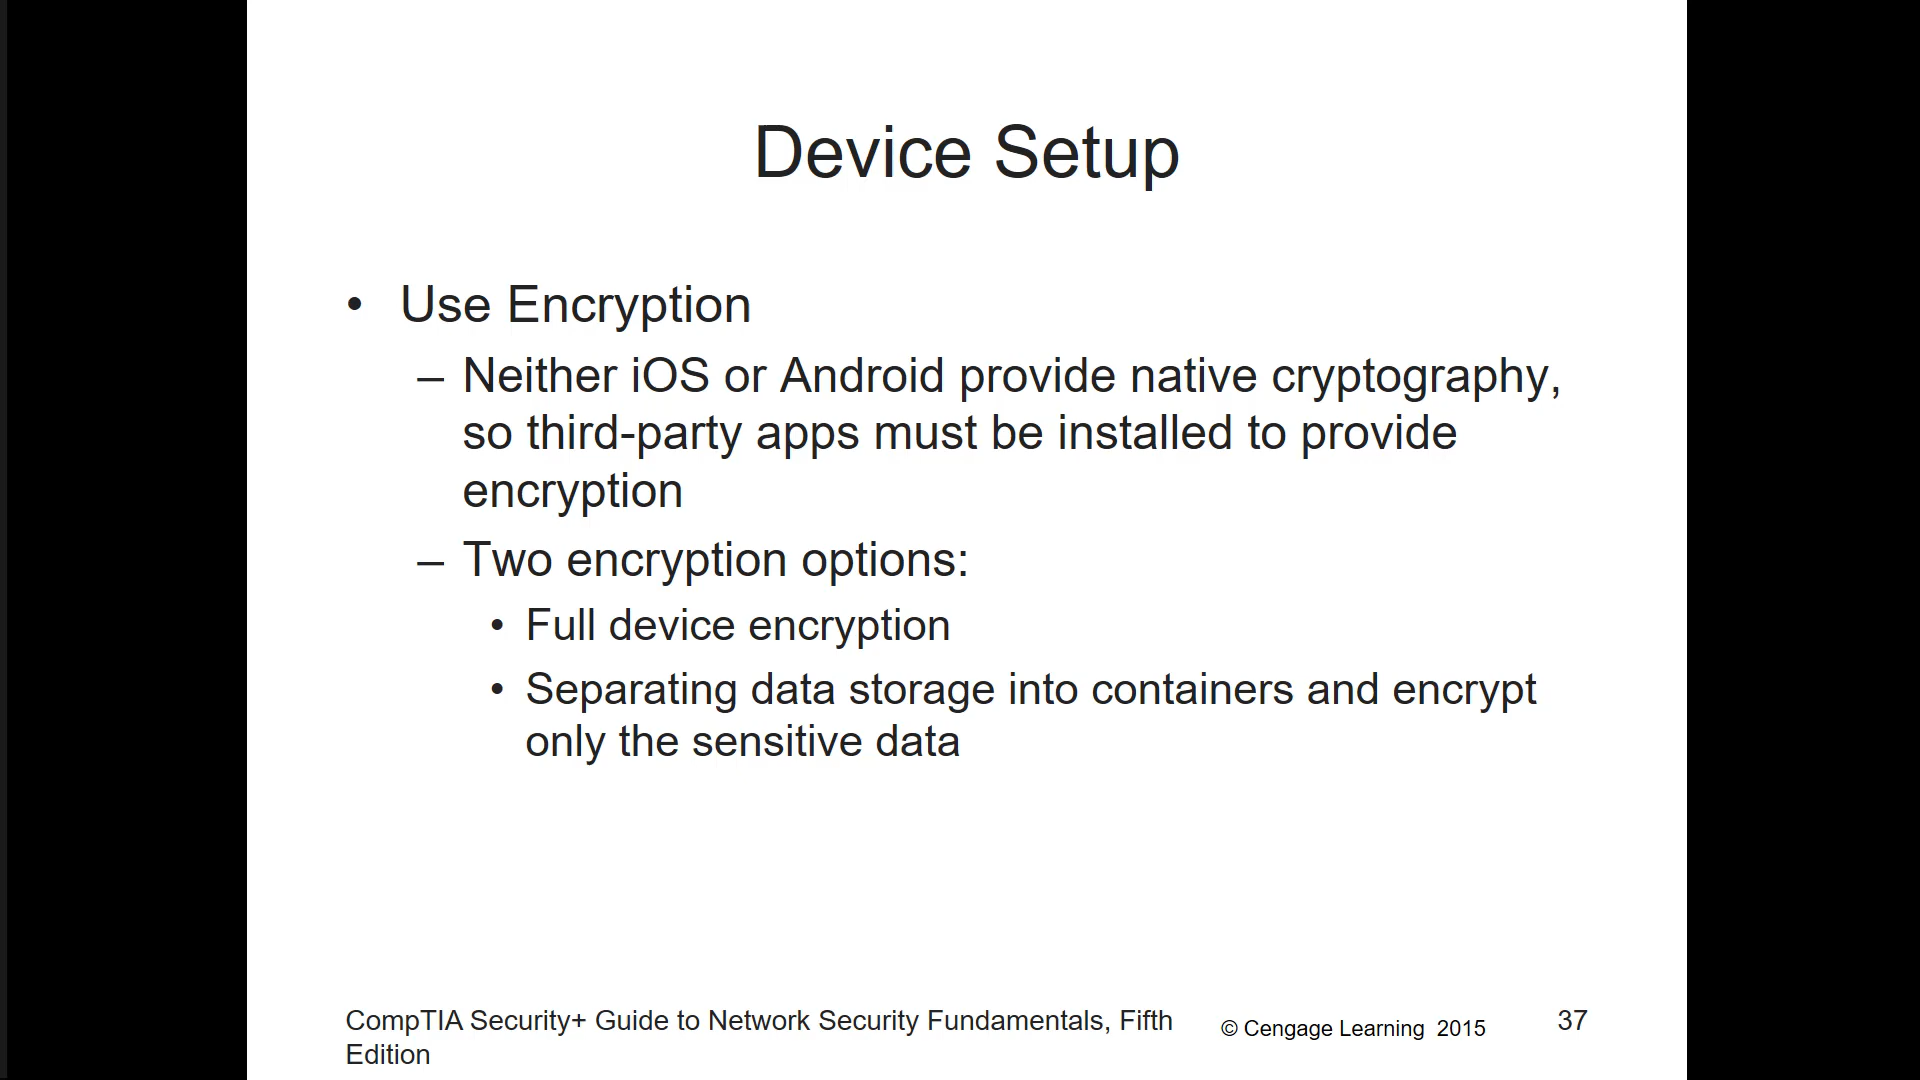 Device Setup
• Use Encryption
– Neither iOS or Android provide native cryptography,
so third-party apps must be installed to provide
encryption
– Two encryption options:
• Full device encryption
• Separating data storage into containers and encrypt
only the sensitive data
CompTIA Security+ Guide to Network Security Fundamentals, Fifth
Edition
© Cengage Learning 2015
37